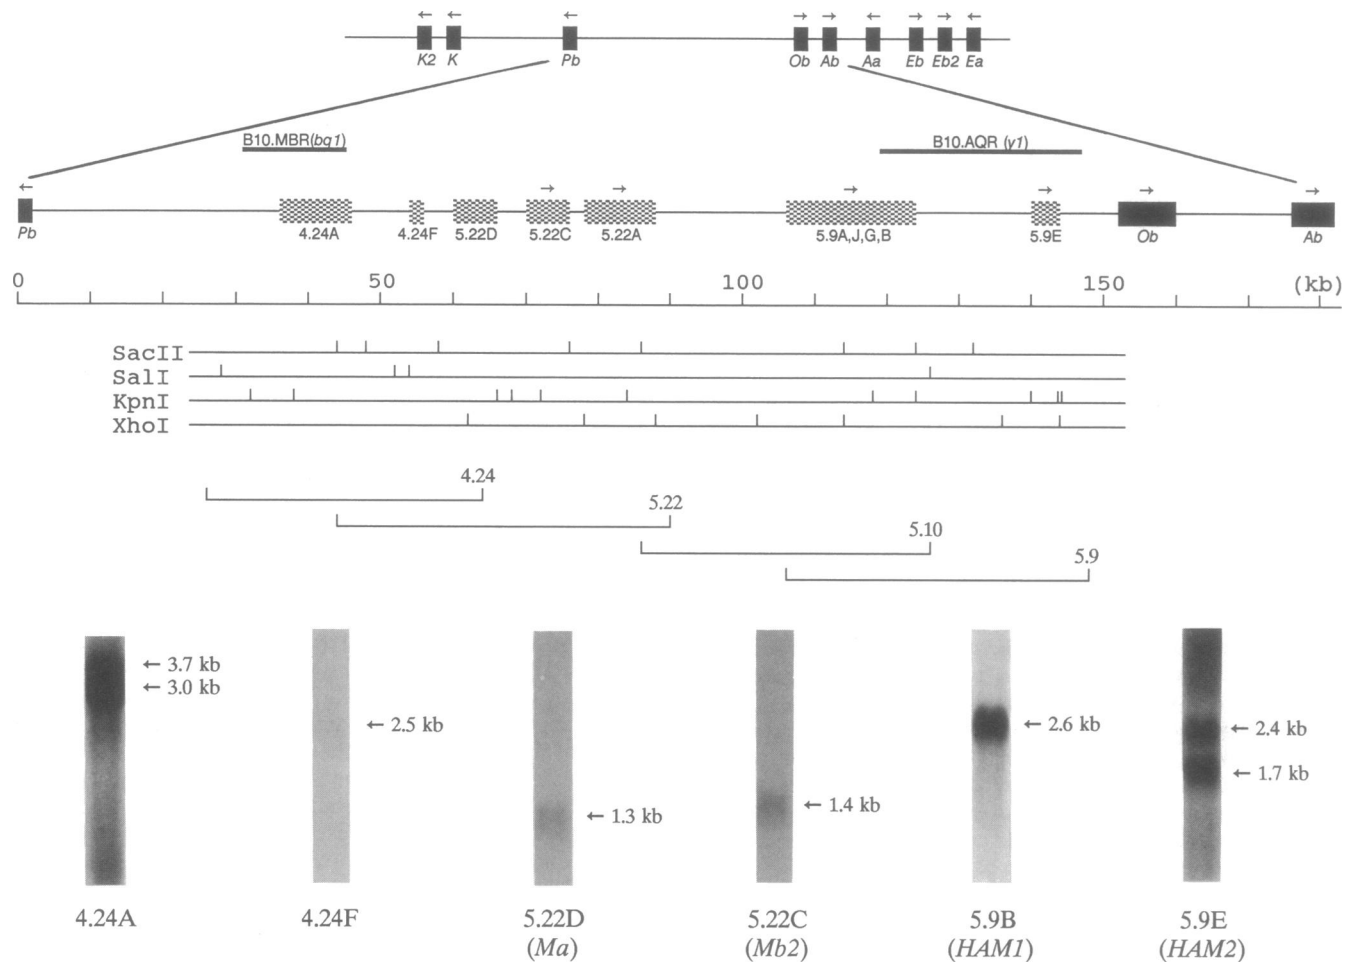 ← ← ← → → ← → → ←
K2 K Pb Ob Ab Aa Eb Eb2 Ea
B10.MBR(bq1) B10.AQR (y1)
← → → → → → →
Pb 4.24A 4.24F 5.22D 5.22C 5.22A 5.9A,J,G,B 5.9E Ob Ab
0 50 100 150 (kb)
SacII
SalI
KpnI
XhoI
4.24
5.22
5.10
5.9
← 3.7 kb
← 3.0 kb
← 2.5 kb
← 1.3 kb
← 1.4 kb
← 2.6 kb
← 2.4 kb
← 1.7 kb
4.24A 4.24F 5.22D 5.22C 5.9B 5.9E
(Ma) (Mb2) (HAM1) (HAM2)